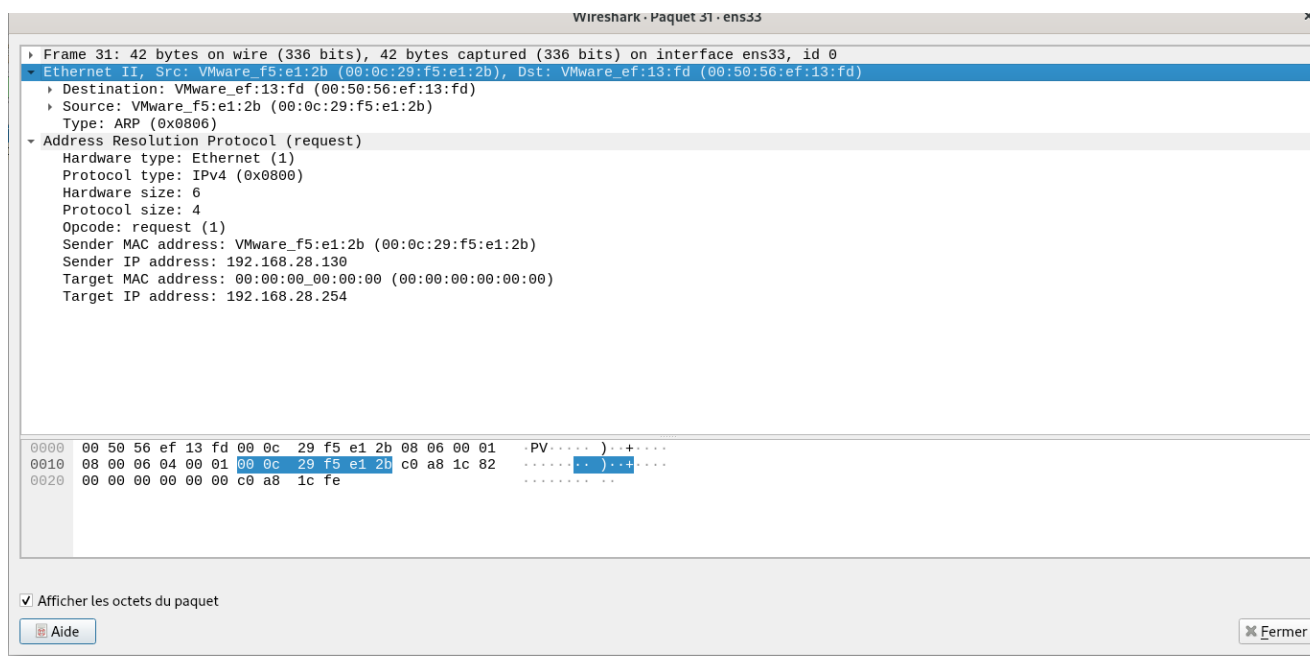 Wireshark · Paquet 31 · ens33
Frame 31: 42 bytes on wire (336 bits), 42 bytes captured (336 bits) on interface ens33, id 0
Ethernet II, Src: VMware_f5:e1:2b (00:0c:29:f5:e1:2b), Dst: VMware_ef:13:fd (00:50:56:ef:13:fd)
Destination: VMware_ef:13:fd (00:50:56:ef:13:fd)
Source: VMware_f5:e1:2b (00:0c:29:f5:e1:2b)
Type: ARP (0x0806)
Address Resolution Protocol (request)
Hardware type: Ethernet (1)
Protocol type: IPv4 (0x0800)
Hardware size: 6
Protocol size: 4
Opcode: request (1)
Sender MAC address: VMware_f5:e1:2b (00:0c:29:f5:e1:2b)
Sender IP address: 192.168.28.130
Target MAC address: 00:00:00_00:00:00 (00:00:00:00:00:00)
Target IP address: 192.168.28.254
0000 00 50 56 ef 13 fd 00 0c 29 f5 e1 2b 08 06 00 01 ·PV····· )··+····
0010 08 00 06 04 00 01 00 0c 29 f5 e1 2b c0 a8 1c 82 ········ )··+····
0020 00 00 00 00 00 00 c0 a8 1c fe ········ ··
Afficher les octets du paquet
Aide
Fermer